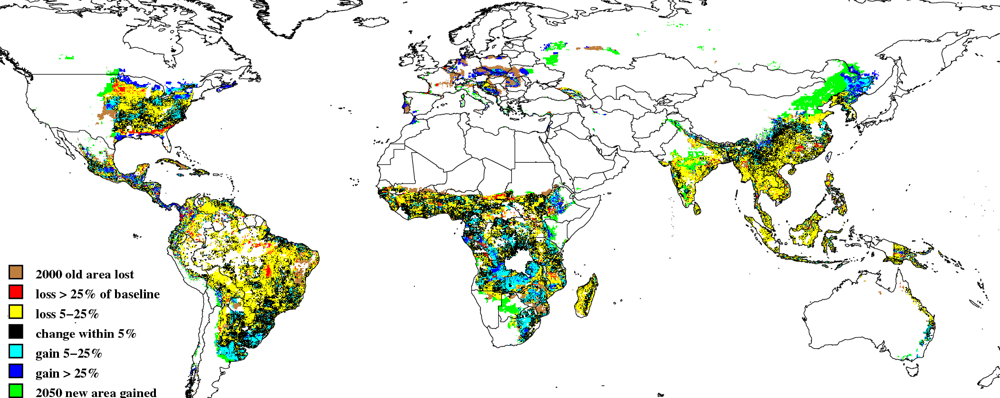 2000 old area lost
loss > 25% of baseline
loss 5–25%
change within 5%
gain 5–25%
gain > 25%
2050 new area gained